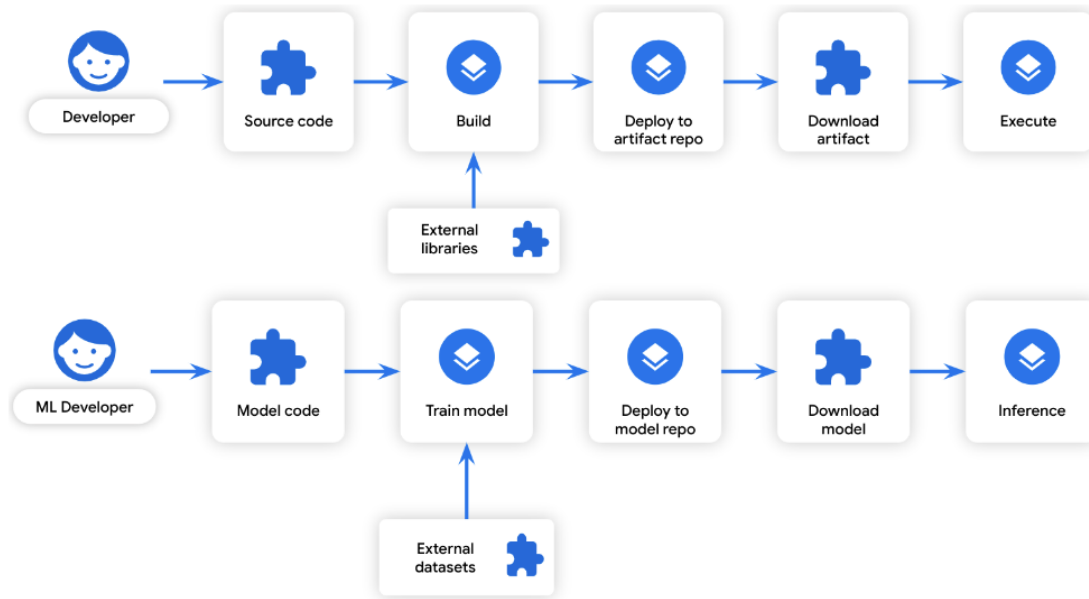 Developer
Source code
Build
Deploy to
artifact repo
Download
artifact
Execute
External
libraries
ML Developer
Model code
Train model
Deploy to
model repo
Download
model
Inference
External
datasets